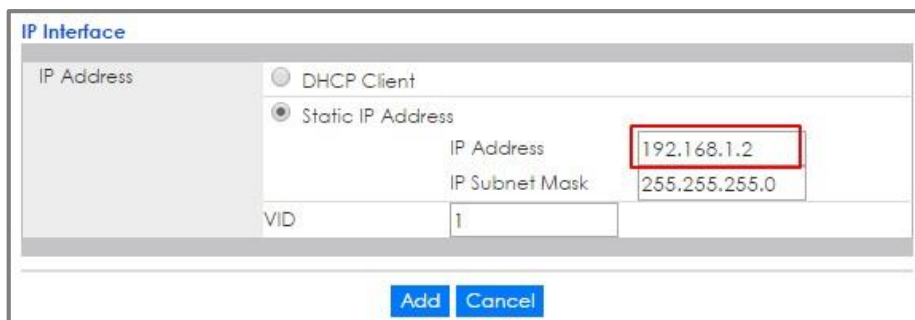 IP Interface
IP Address
DHCP Client
Static IP Address
IP Address 192.168.1.2
IP Subnet Mask 255.255.255.0
VID 1
Add Cancel